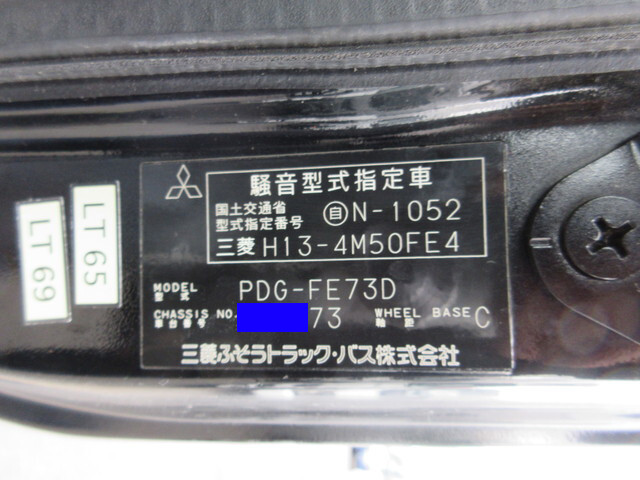 騒音型式指定車
国土交通省
型式指定番号
自 N-1052
三菱 H13-4M50FE4
MODEL
型式
PDG-FE73D
CHASSIS NO.
車台番号
73
WHEEL BASE
軸距
C
三菱ふそうトラック・バス株式会社
LT 65
LT 69